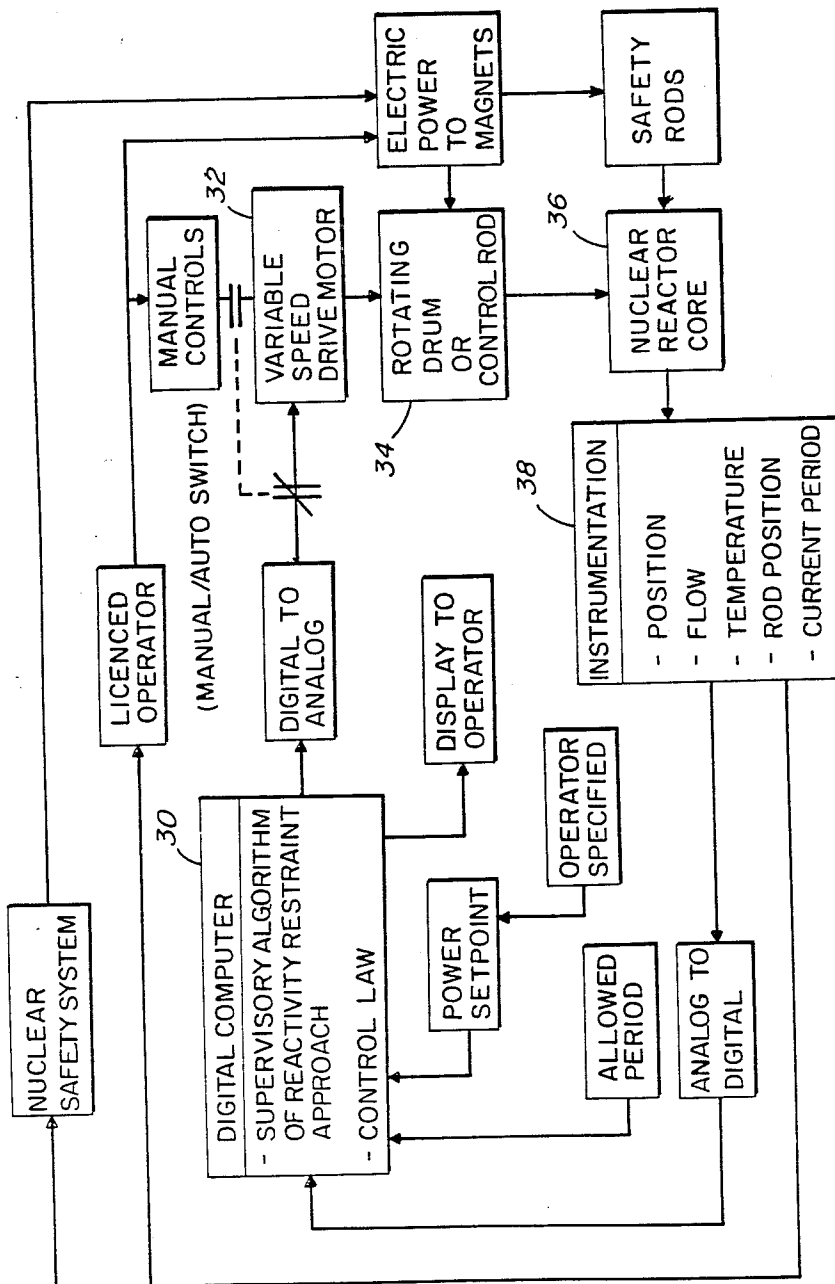 NUCLEAR
SAFETY SYSTEM
LICENCED
OPERATOR
(MANUAL/AUTO SWITCH)
MANUAL
CONTROLS
30
DIGITAL COMPUTER
- SUPERVISORY ALGORITHM
OF REACTIVITY RESTRAINT
APPROACH
- CONTROL LAW
DIGITAL TO
ANALOG
32
VARIABLE
SPEED
DRIVE MOTOR
ELECTRIC
POWER
TO
MAGNETS
DISPLAY TO
OPERATOR
34
ROTATING
DRUM
OR
CONTROL ROD
POWER
SETPOINT
OPERATOR
SPECIFIED
36
NUCLEAR
REACTOR
CORE
SAFETY
RODS
ALLOWED
PERIOD
ANALOG TO
DIGITAL
38
INSTRUMENTATION
- POSITION
- FLOW
- TEMPERATURE
- ROD POSITION
- CURRENT PERIOD